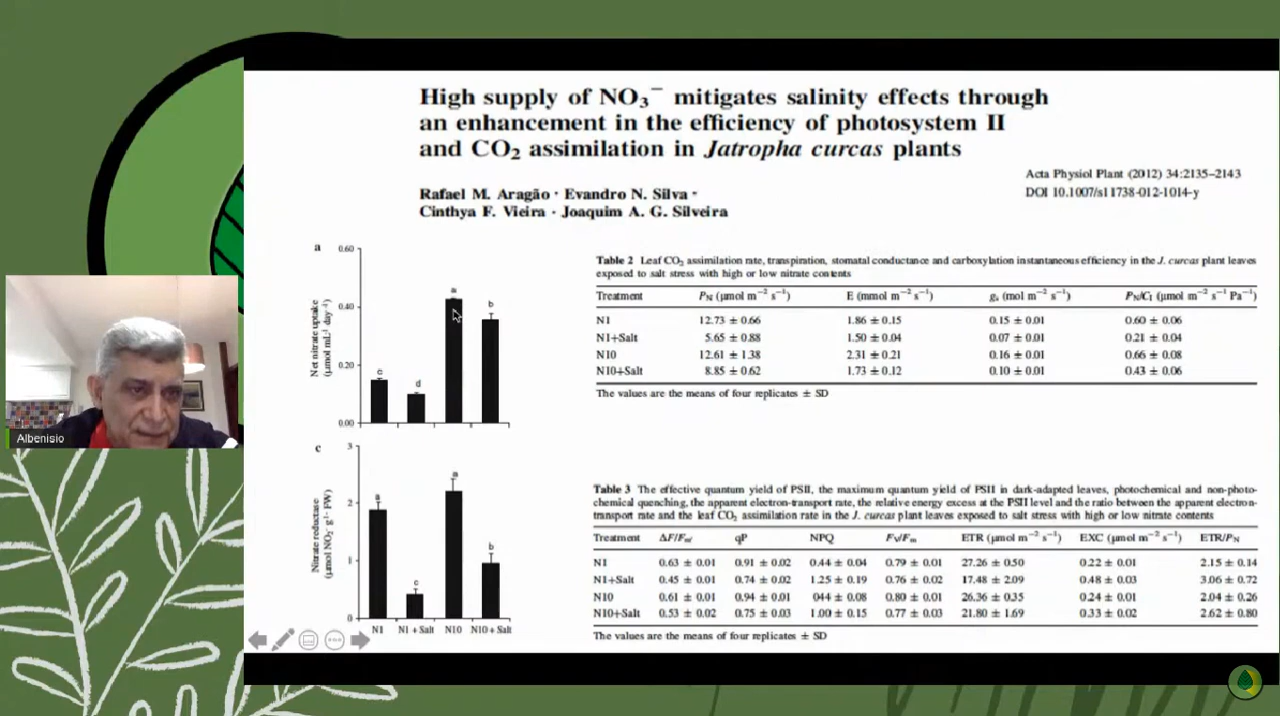 High supply of NO3− mitigates salinity effects through
an enhancement in the efficiency of photosystem II
and CO2 assimilation in Jatropha curcas plants
Acta Physiol Plant (2012) 34:2135–2143
DOI 10.1007/s11738-012-1014-y
Rafael M. Aragão · Evandro N. Silva ·
Cinthya F. Vieira · Joaquim A. G. Silveira
a
0.60
0.40
0.20
0.00
Net nitrate uptake
(µmol mL-1 day-1)
c
d
a
b
c
3
2
1
0
Nitrate reductase
(µmol NO2- g-1 FW)
a
c
a
b
N1 N1 + Salt N10 N10 + Salt
Table 2 Leaf CO2 assimilation rate, transpiration, stomatal conductance and carboxylation instantaneous efficiency in the J. curcas plant leaves
exposed to salt stress with high or low nitrate contents
Treatment PN (µmol m−2 s−1) E (mmol m−2 s−1) gs (mol m−2 s−1) PN/Ci (µmol m−2 s−1 Pa−1)
N1 12.73 ± 0.66 1.86 ± 0.15 0.15 ± 0.01 0.60 ± 0.06
N1+Salt 5.65 ± 0.88 1.50 ± 0.04 0.07 ± 0.01 0.21 ± 0.04
N10 12.61 ± 1.38 2.31 ± 0.21 0.16 ± 0.01 0.66 ± 0.08
N10+Salt 8.85 ± 0.62 1.73 ± 0.12 0.10 ± 0.01 0.43 ± 0.06
The values are the means of four replicates ± SD
Table 3 The effective quantum yield of PSII, the maximum quantum yield of PSII in dark-adapted leaves, photochemical and non-photo-
chemical quenching, the apparent electron-transport rate, the relative energy excess at the PSII level and the ratio between the apparent electron-
transport rate and the leaf CO2 assimilation rate in the J. curcas plant leaves exposed to salt stress with high or low nitrate contents
Treatment ΔF/Fm' qP NPQ Fv/Fm ETR (µmol m−2 s−1) EXC (µmol m−2 s−1) ETR/PN
N1 0.63 ± 0.01 0.91 ± 0.02 0.44 ± 0.04 0.79 ± 0.01 27.26 ± 0.50 0.22 ± 0.01 2.15 ± 0.14
N1+Salt 0.45 ± 0.01 0.74 ± 0.02 1.25 ± 0.19 0.76 ± 0.02 17.48 ± 2.09 0.48 ± 0.03 3.06 ± 0.72
N10 0.61 ± 0.01 0.94 ± 0.01 044 ± 0.08 0.80 ± 0.01 26.36 ± 0.35 0.24 ± 0.01 2.04 ± 0.26
N10+Salt 0.53 ± 0.02 0.75 ± 0.03 1.00 ± 0.15 0.77 ± 0.03 21.80 ± 1.69 0.33 ± 0.02 2.62 ± 0.80
The values are the means of four replicates ± SD
Albenisio